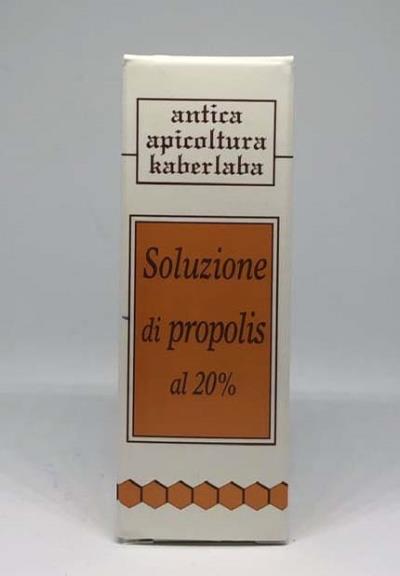 antica
apicoltura
kaberlaba
Soluzione
di propolis
al 20%